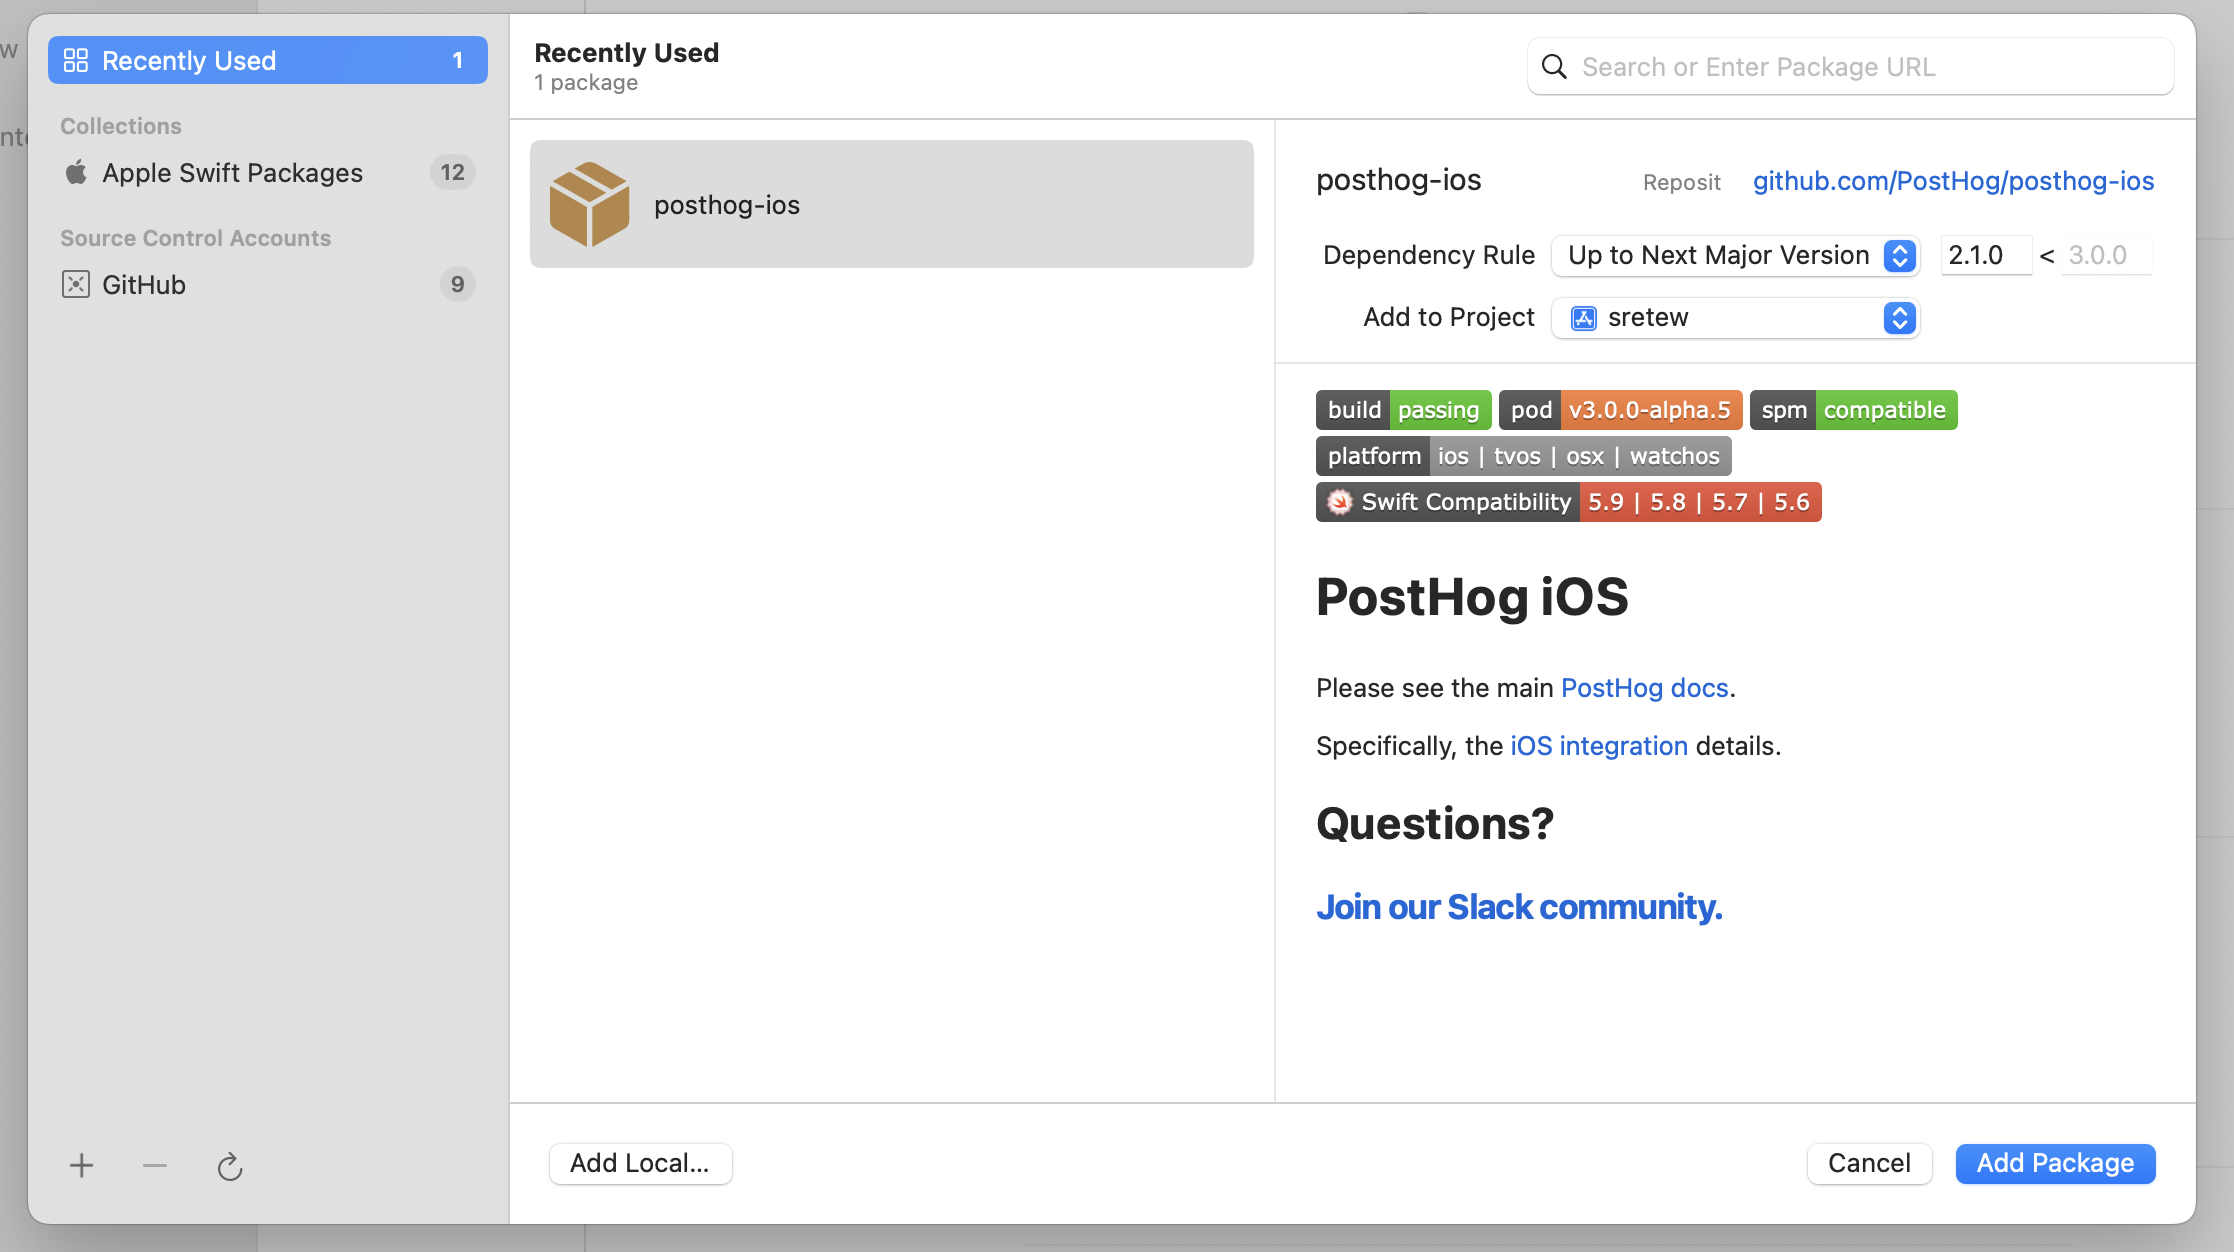 Recently Used 1
Collections
Apple Swift Packages 12
Source Control Accounts
GitHub 9
Recently Used
1 package
Search or Enter Package URL
posthog-ios
posthog-ios Reposit github.com/PostHog/posthog-ios
Dependency Rule Up to Next Major Version 2.1.0 < 3.0.0
Add to Project sretew
build passing pod v3.0.0-alpha.5 spm compatible
platform ios | tvos | osx | watchos
Swift Compatibility 5.9 | 5.8 | 5.7 | 5.6
PostHog iOS
Please see the main PostHog docs.
Specifically, the iOS integration details.
Questions?
Join our Slack community.
Add Local...
Cancel Add Package